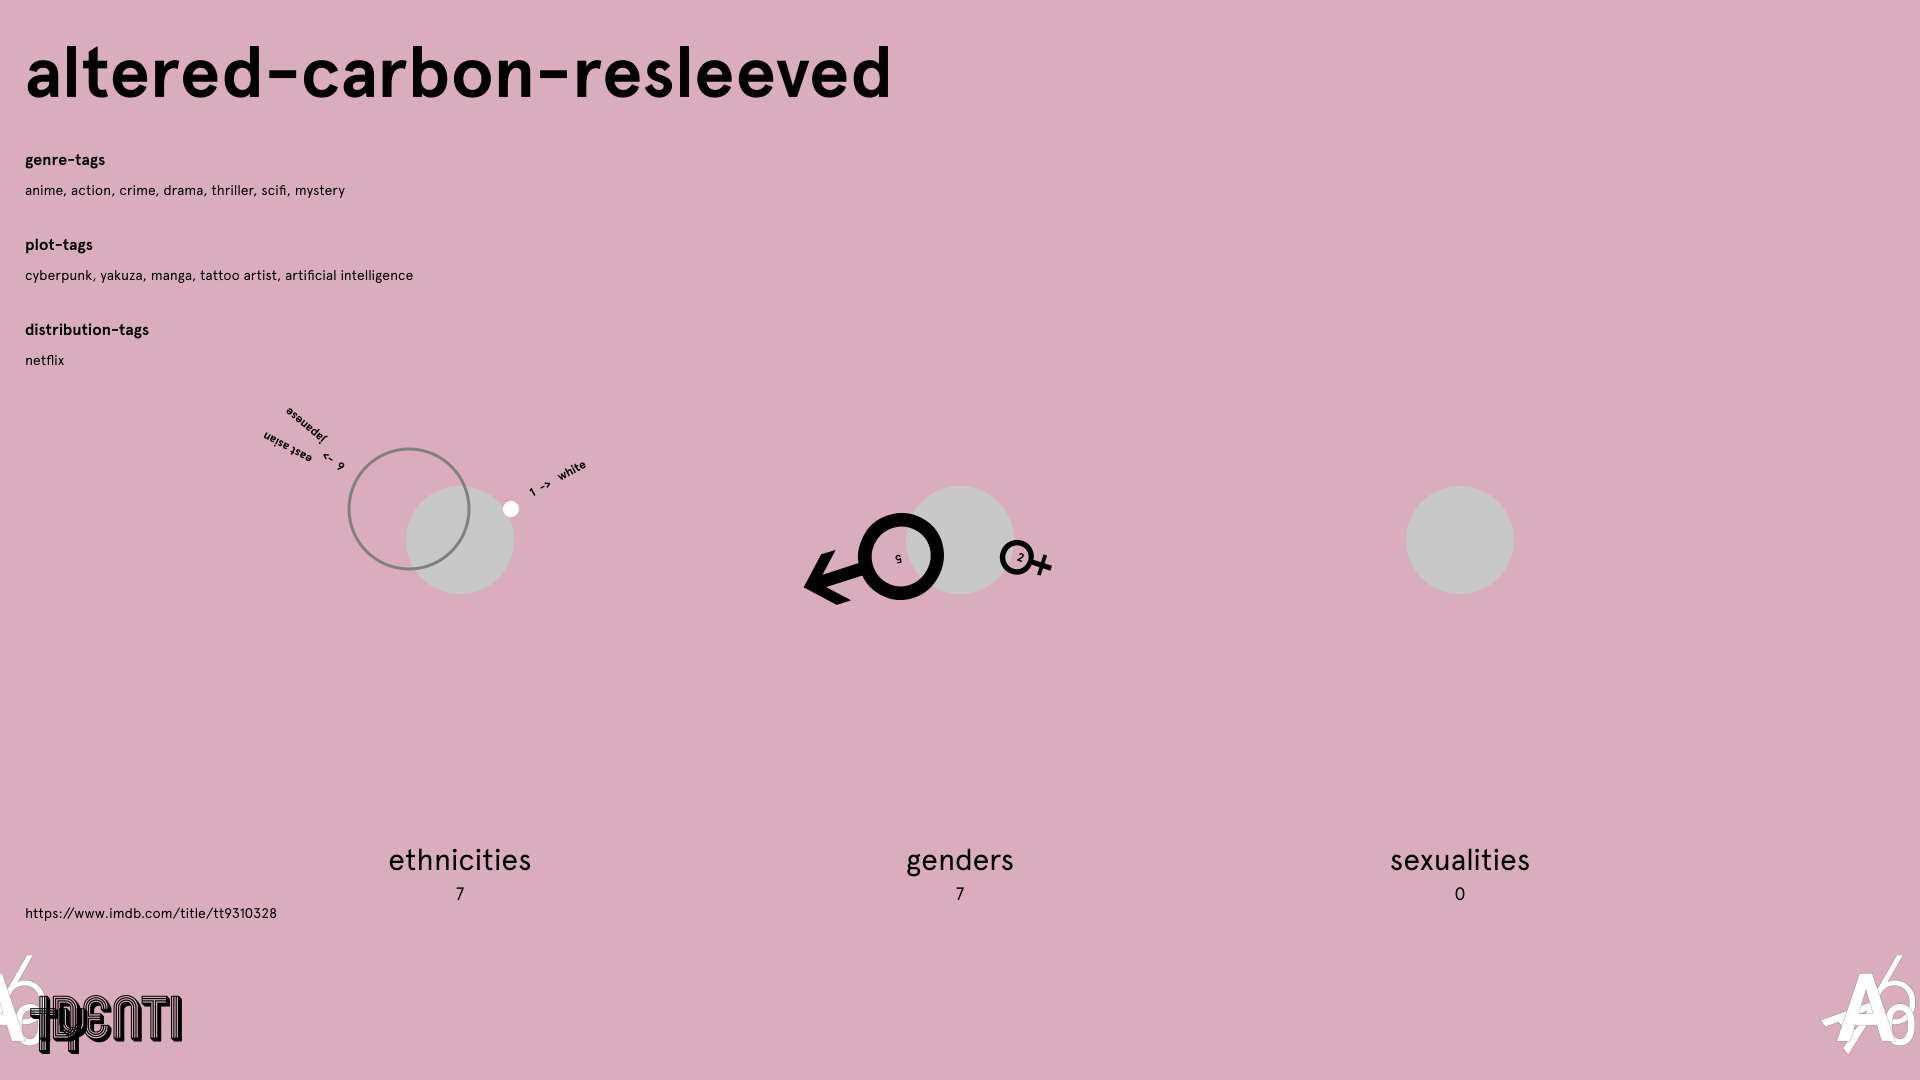 altered-carbon-resleeved
genre-tags
anime, action, crime, drama, thriller, scifi, mystery
plot-tags
cyberpunk, yakuza, manga, tattoo artist, artificial intelligence
distribution-tags
netflix
japanese
east asian
6 ->
1 -> white
5
2
ethnicities
7
genders
7
sexualities
0
https://www.imdb.com/title/tt9310328
IDENTI